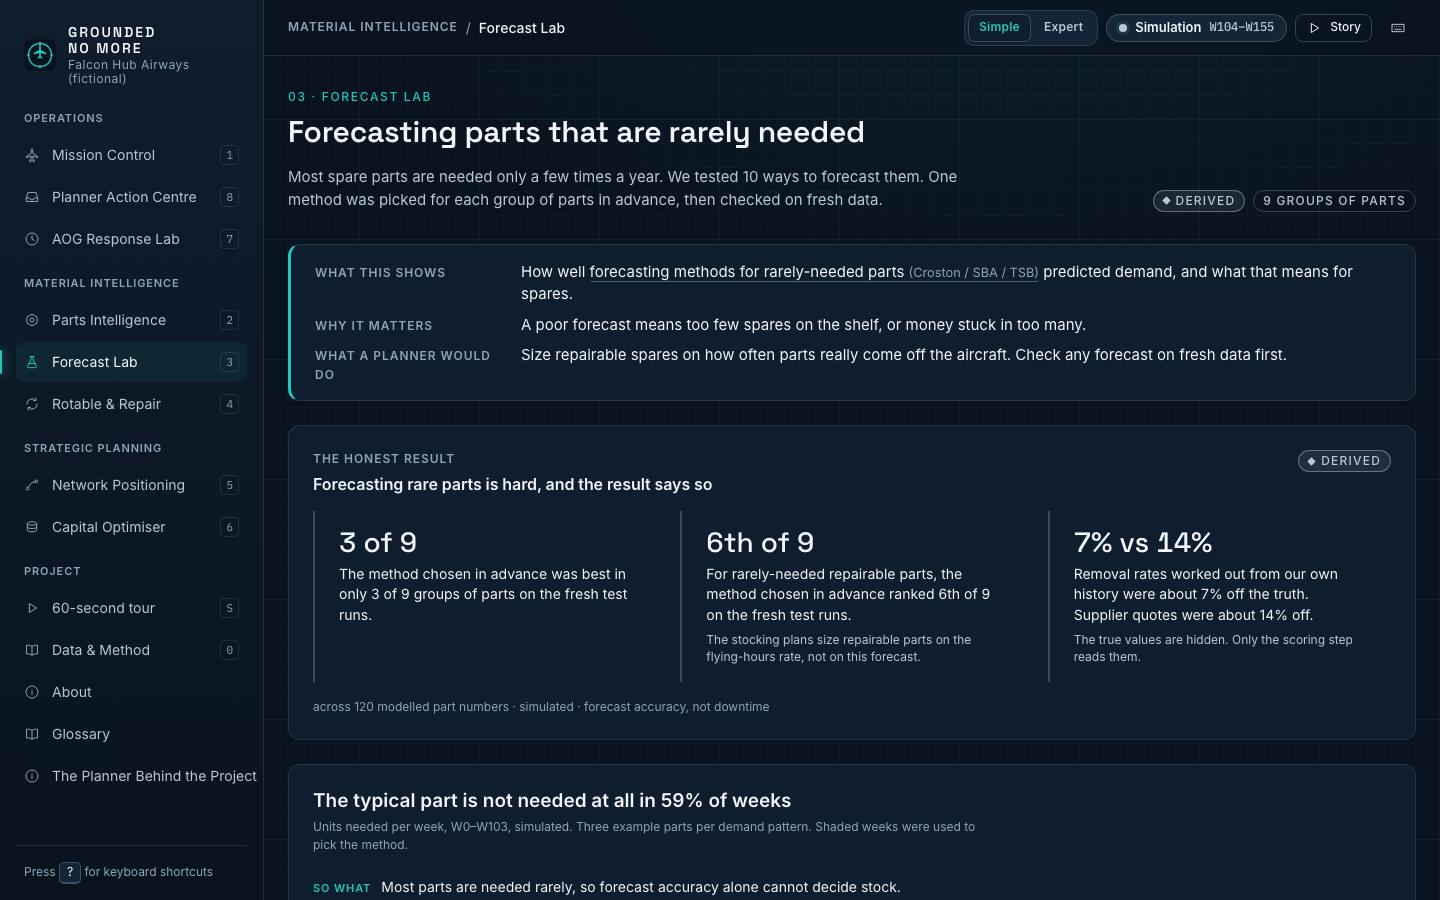 GROUNDED
NO MORE
Falcon Hub Airways
(fictional)
OPERATIONS
Mission Control 1
Planner Action Centre 8
AOG Response Lab 7
MATERIAL INTELLIGENCE
Parts Intelligence 2
Forecast Lab 3
Rotable & Repair 4
STRATEGIC PLANNING
Network Positioning 5
Capital Optimiser 6
PROJECT
60-second tour S
Data & Method 0
About
Glossary
The Planner Behind the Project
Press ? for keyboard shortcuts
MATERIAL INTELLIGENCE / Forecast Lab
Simple Expert Simulation W104–W155 Story
03 · FORECAST LAB
Forecasting parts that are rarely needed
Most spare parts are needed only a few times a year. We tested 10 ways to forecast them. One
method was picked for each group of parts in advance, then checked on fresh data.
◆ DERIVED 9 GROUPS OF PARTS
WHAT THIS SHOWS
How well forecasting methods for rarely-needed parts (Croston / SBA / TSB) predicted demand, and what that means for
spares.
WHY IT MATTERS
A poor forecast means too few spares on the shelf, or money stuck in too many.
WHAT A PLANNER WOULD
DO
Size repairable spares on how often parts really come off the aircraft. Check any forecast on fresh data first.
THE HONEST RESULT
◆ DERIVED
Forecasting rare parts is hard, and the result says so
3 of 9
The method chosen in advance was best in
only 3 of 9 groups of parts on the fresh test
runs.
6th of 9
For rarely-needed repairable parts, the
method chosen in advance ranked 6th of 9
on the fresh test runs.
The stocking plans size repairable parts on the
flying-hours rate, not on this forecast.
7% vs 14%
Removal rates worked out from our own
history were about 7% off the truth.
Supplier quotes were about 14% off.
The true values are hidden. Only the scoring step
reads them.
across 120 modelled part numbers · simulated · forecast accuracy, not downtime
The typical part is not needed at all in 59% of weeks
Units needed per week, W0–W103, simulated. Three example parts per demand pattern. Shaded weeks were used to
pick the method.
SO WHAT Most parts are needed rarely, so forecast accuracy alone cannot decide stock.